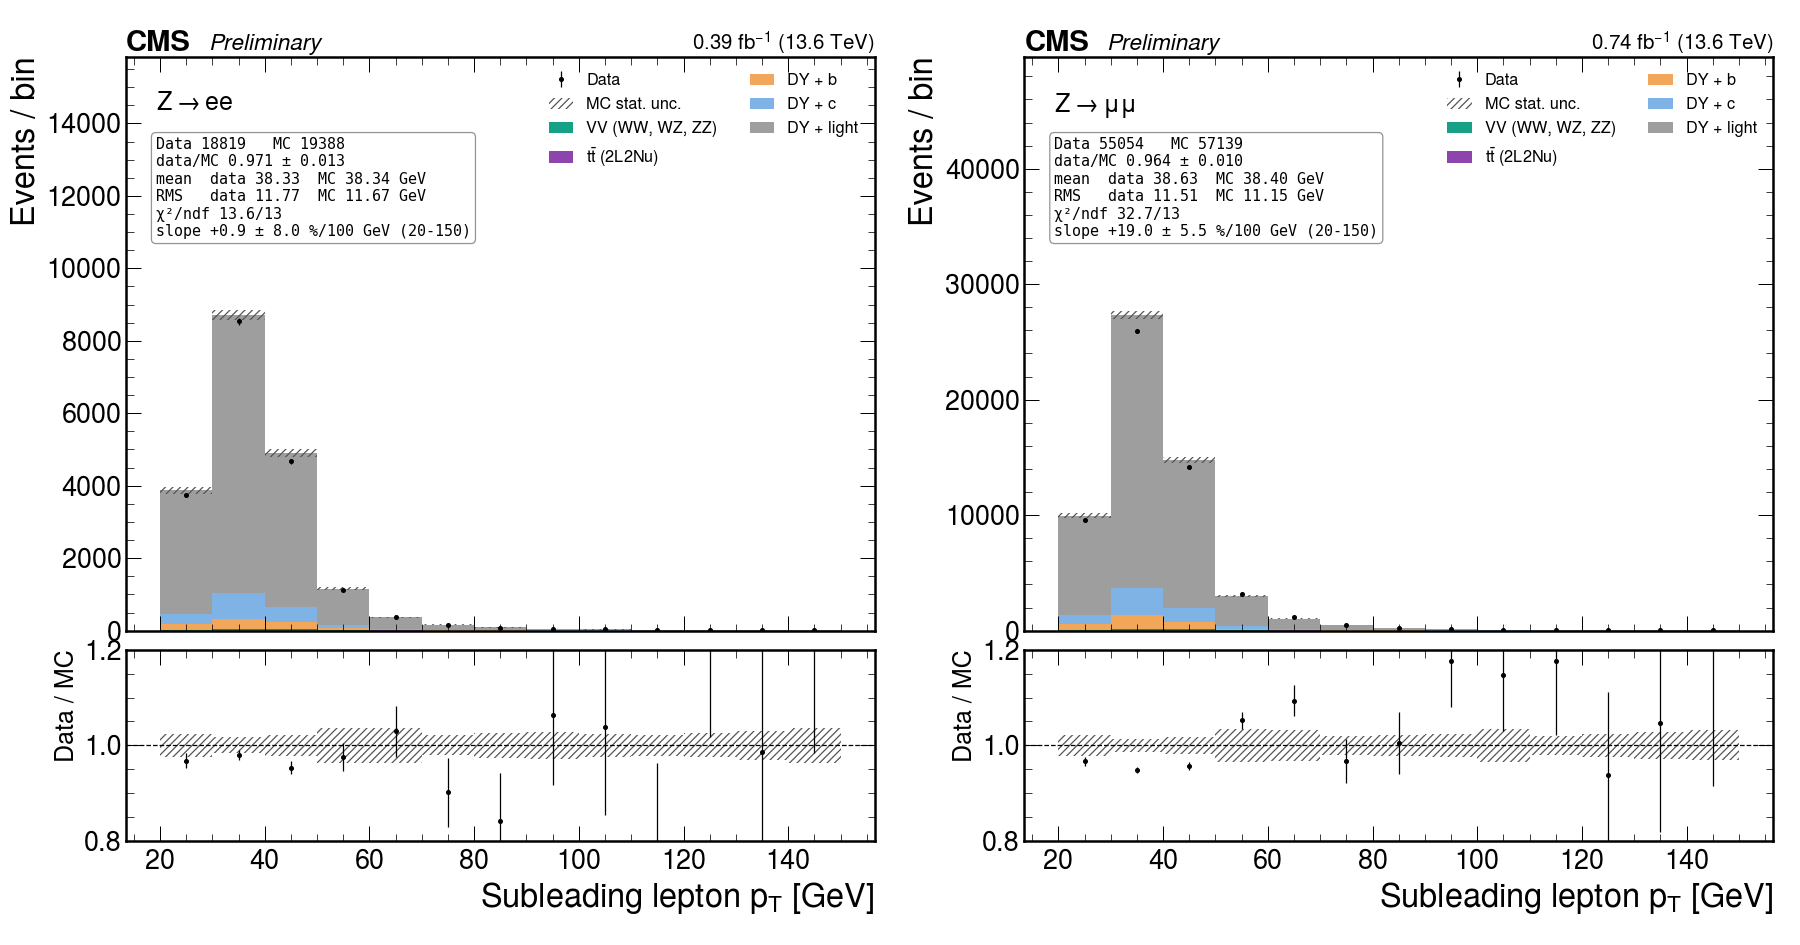 CMS Preliminary 0.39 fb⁻¹ (13.6 TeV)
Events / bin
Z → ee
Data
MC stat. unc.
VV (WW, WZ, ZZ)
tt̄ (2L2Nu)
DY + b
DY + c
DY + light
Data 18819 MC 19388
data/MC 0.971 ± 0.013
mean data 38.33 MC 38.34 GeV
RMS data 11.77 MC 11.67 GeV
χ²/ndf 13.6/13
slope +0.9 ± 8.0 %/100 GeV (20-150)
14000
12000
10000
8000
6000
4000
2000
0
Data / MC
1.2
1.0
0.8
20 40 60 80 100 120 140
Subleading lepton p_T [GeV]
CMS Preliminary 0.74 fb⁻¹ (13.6 TeV)
Events / bin
Z → μμ
Data
MC stat. unc.
VV (WW, WZ, ZZ)
tt̄ (2L2Nu)
DY + b
DY + c
DY + light
Data 55054 MC 57139
data/MC 0.964 ± 0.010
mean data 38.63 MC 38.40 GeV
RMS data 11.51 MC 11.15 GeV
χ²/ndf 32.7/13
slope +19.0 ± 5.5 %/100 GeV (20-150)
40000
30000
20000
10000
0
Data / MC
1.2
1.0
0.8
20 40 60 80 100 120 140
Subleading lepton p_T [GeV]